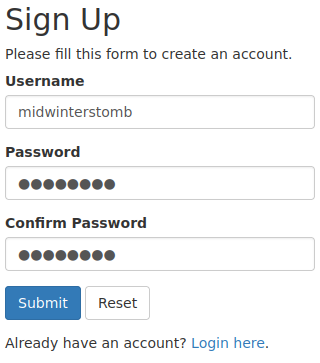 Sign Up
Please fill this form to create an account.
Username
midwinterstomb
Password
●●●●●●●●
Confirm Password
●●●●●●●●
Submit Reset
Already have an account? Login here.